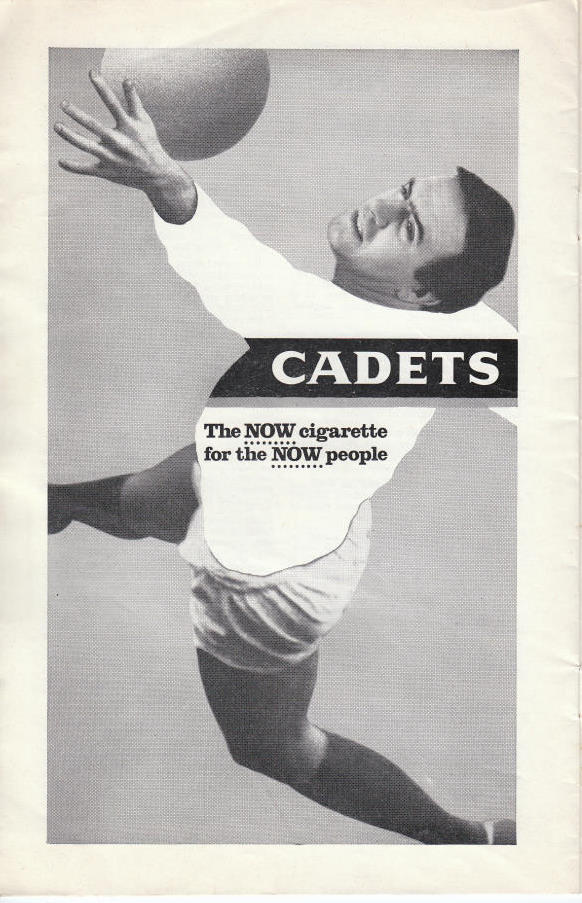 CADETS
The NOW cigarette
for the NOW people